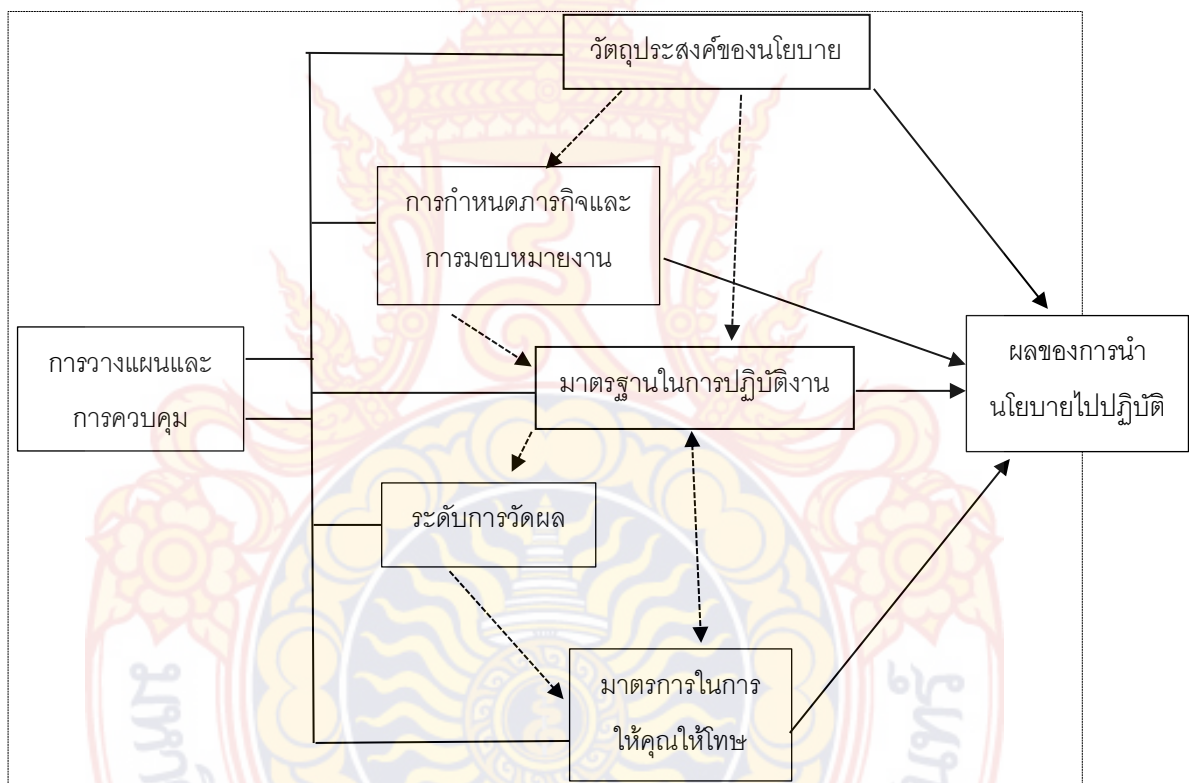 วัตถุประสงค์ของนโยบาย
การกำหนดภารกิจและ
การมอบหมายงาน
การวางแผนและ
การควบคุม
มาตรฐานในการปฏิบัติงาน
ผลของการนำ
นโยบายไปปฏิบัติ
ระดับการวัดผล
มาตรการในการ
ให้คุณให้โทษ